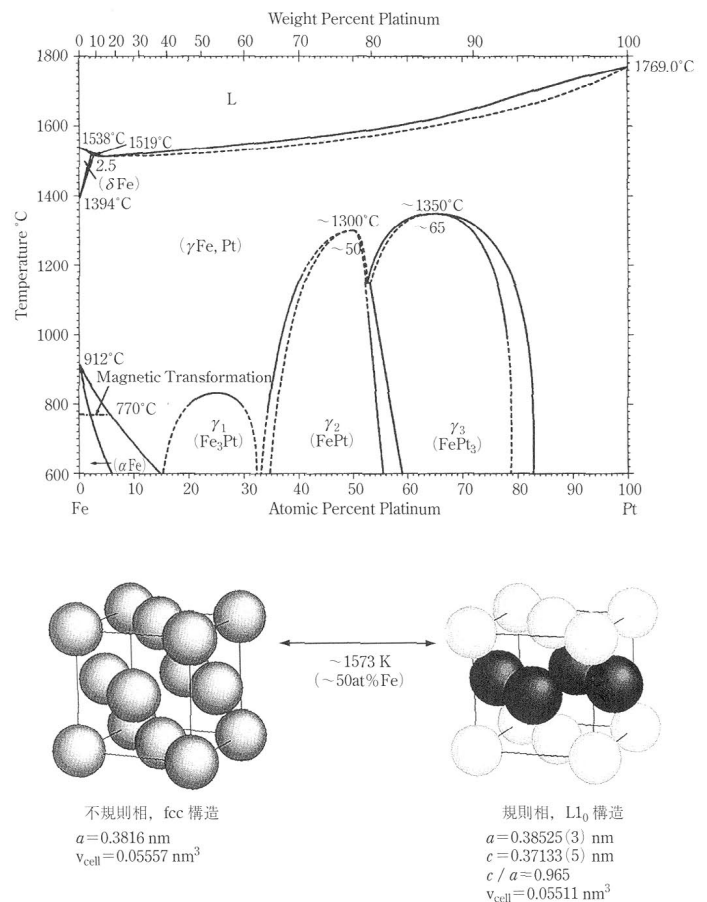 Weight Percent Platinum
0 10 20 30 40 50 60 70 80 90 100
1800
1769.0°C
L
1600
1538°C 1519°C
2.5
(δFe)
1400
1394°C
~1300°C
~50
~1350°C
~65
(γFe, Pt)
1200
Temperature °C
1000
912°C
Magnetic Transformation
800
770°C
γ1
(Fe3Pt)
γ2
(FePt)
γ3
(FePt3)
(αFe)
600
0 10 20 30 40 50 60 70 80 90 100
Fe
Atomic Percent Platinum
Pt
~1573 K
(~50at%Fe)
不規則相, fcc 構造
a=0.3816 nm
vcell=0.05557 nm3
規則相, L10 構造
a=0.38525(3) nm
c=0.37133(5) nm
c / a=0.965
vcell=0.05511 nm3